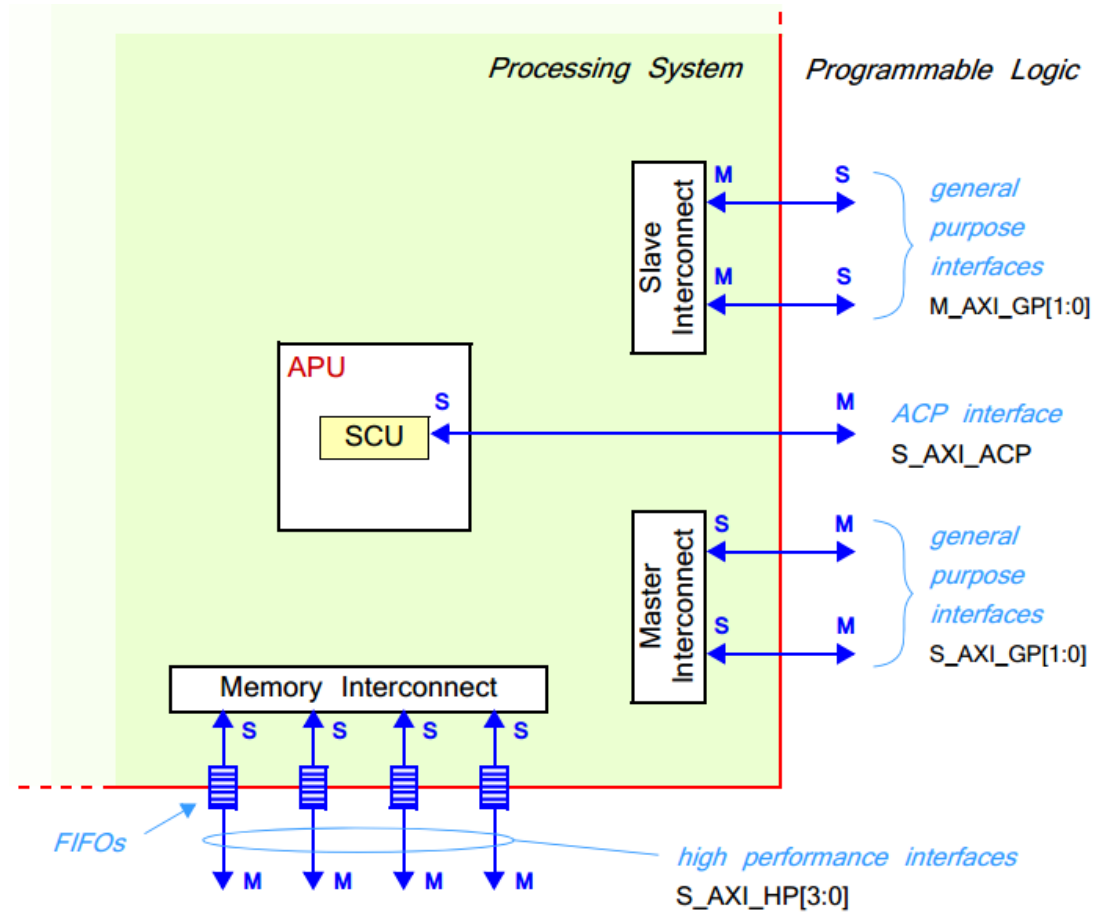 Processing System
Programmable Logic
Slave
Interconnect
M
S
M
S
general
purpose
interfaces
M_AXI_GP[1:0]
APU
SCU
S
M
ACP interface
S_AXI_ACP
Master
Interconnect
S
M
S
M
general
purpose
interfaces
S_AXI_GP[1:0]
Memory Interconnect
S
S
S
S
FIFOs
M
M
M
M
high performance interfaces
S_AXI_HP[3:0]